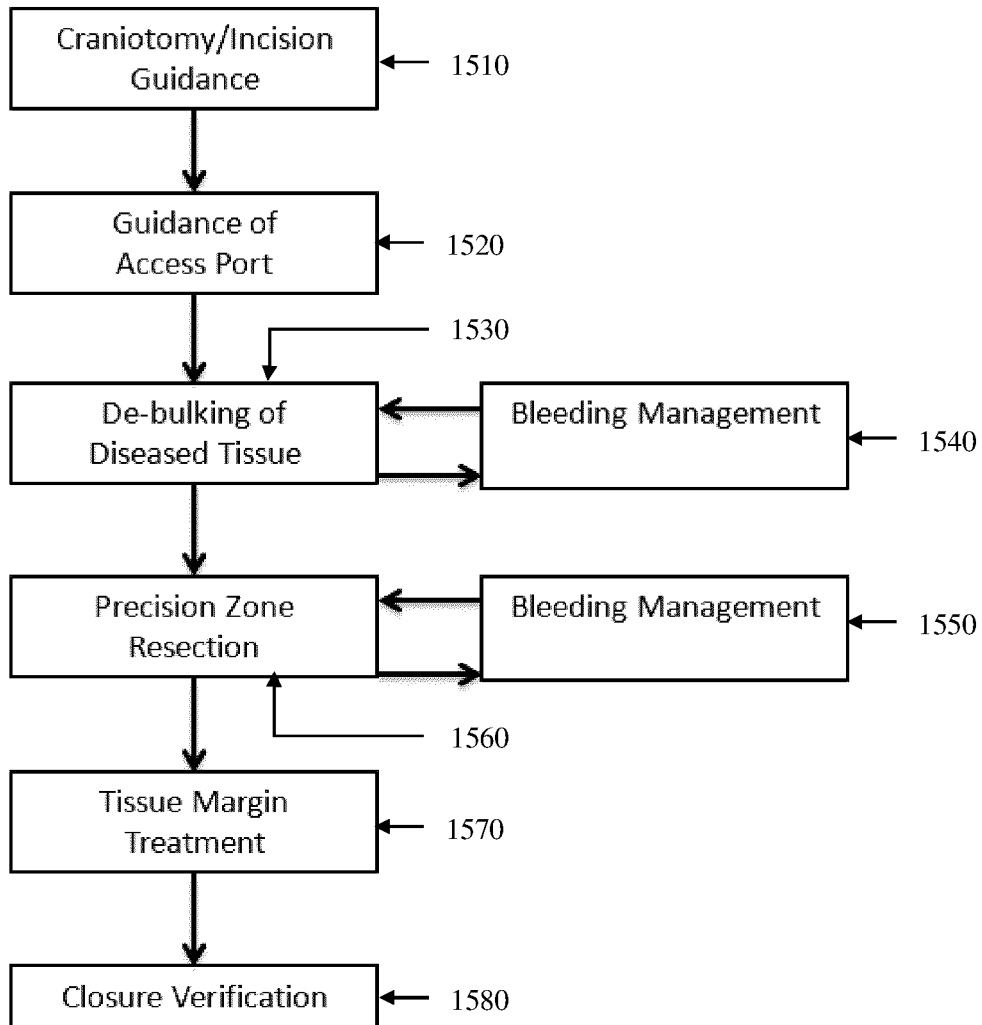 Craniotomy/Incision
Guidance
1510
Guidance of
Access Port
1520
1530
De-bulking of
Diseased Tissue
Bleeding Management
1540
Precision Zone
Resection
Bleeding Management
1550
1560
Tissue Margin
Treatment
1570
Closure Verification
1580